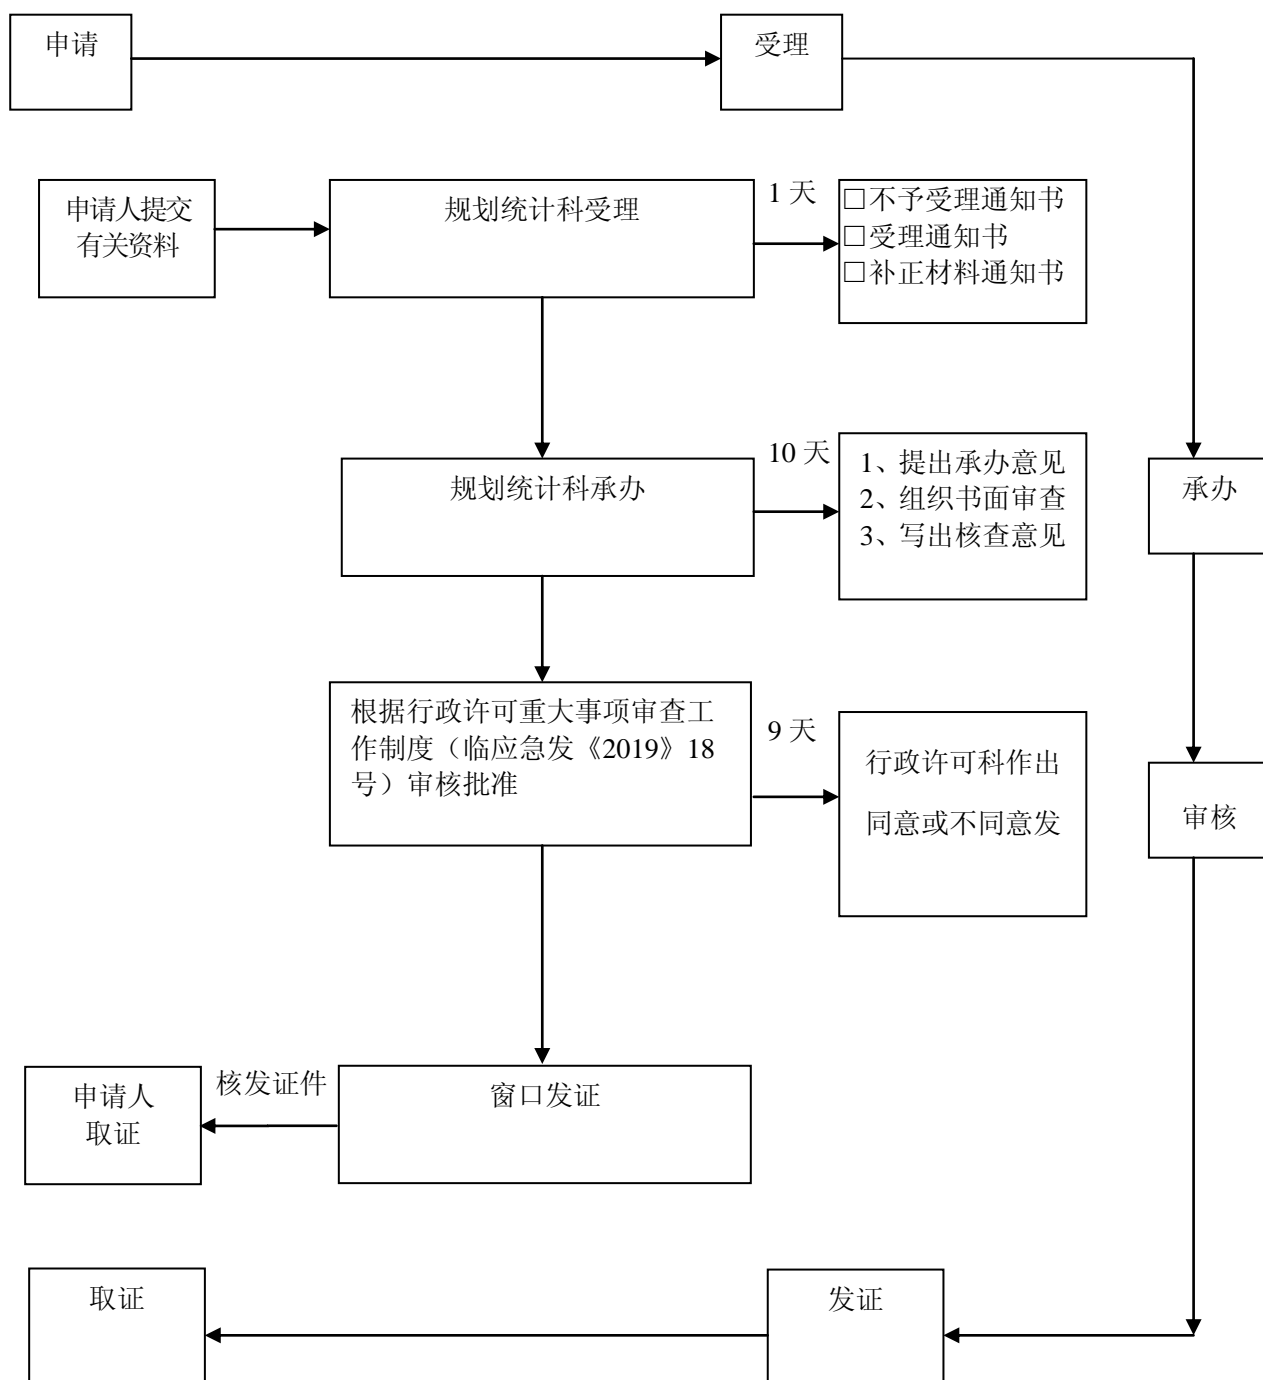 申请
受理
申请人提交
有关资料
规划统计科受理
1 天
□不予受理通知书
□受理通知书
□补正材料通知书
规划统计科承办
10 天
1、提出承办意见
2、组织书面审查
3、写出核查意见
承办
根据行政许可重大事项审查工
作制度（临应急发《2019》18
号）审核批准
9 天
行政许可科作出
同意或不同意发
审核
申请人
取证
核发证件
窗口发证
取证
发证